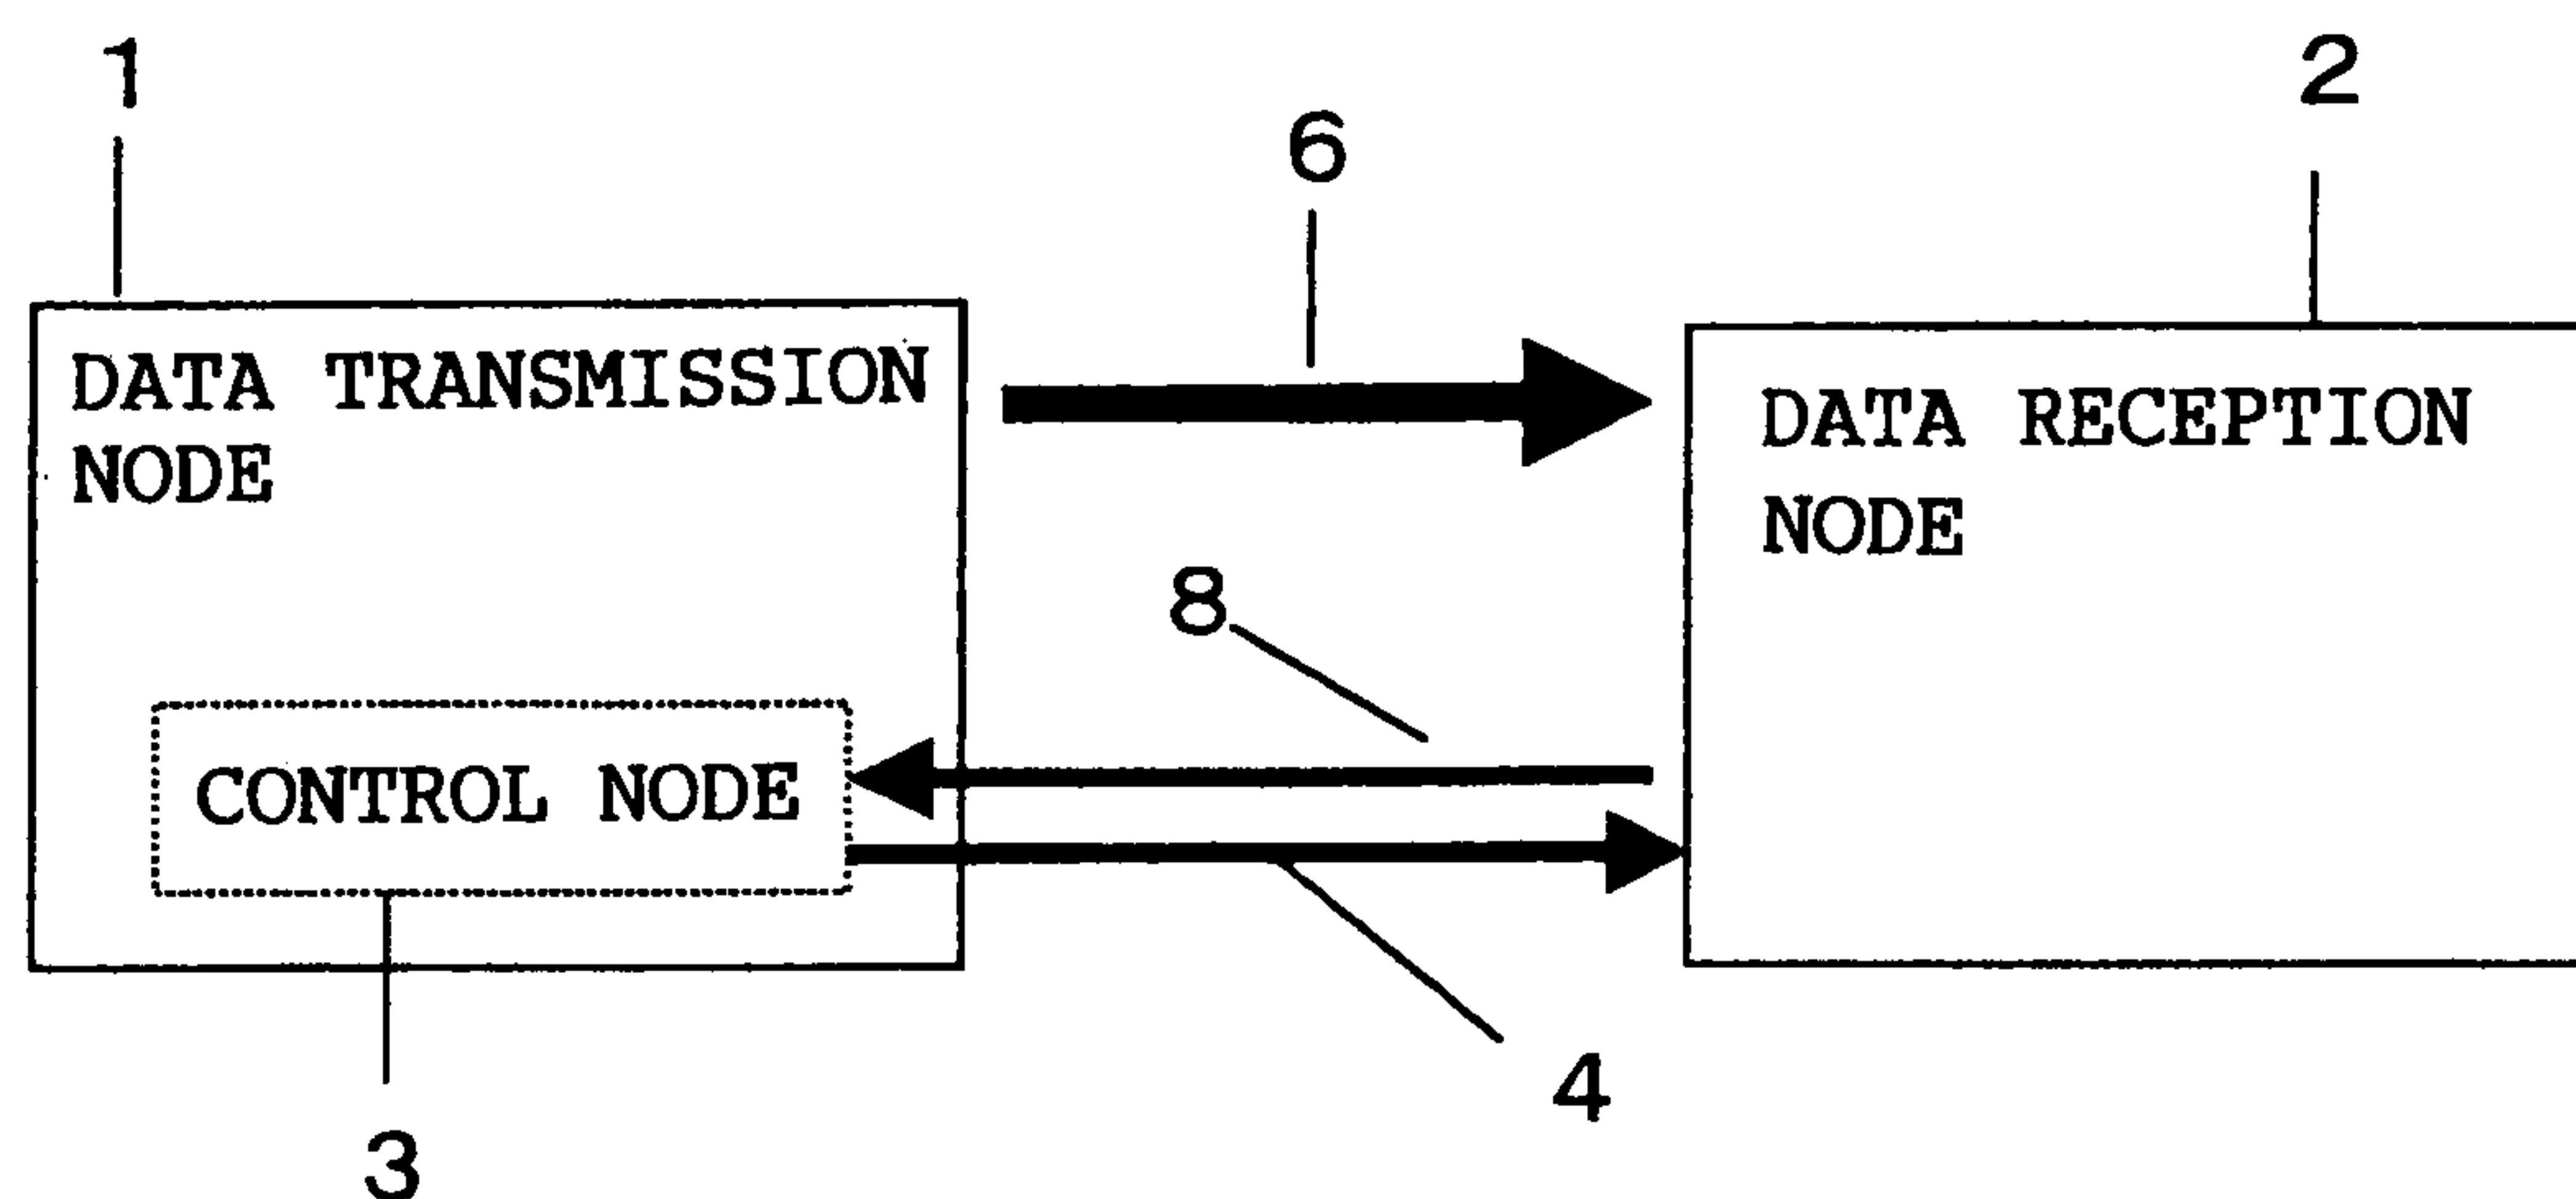 1
2
6
DATA TRANSMISSION
NODE
DATA RECEPTION
NODE
8
CONTROL NODE
4
3